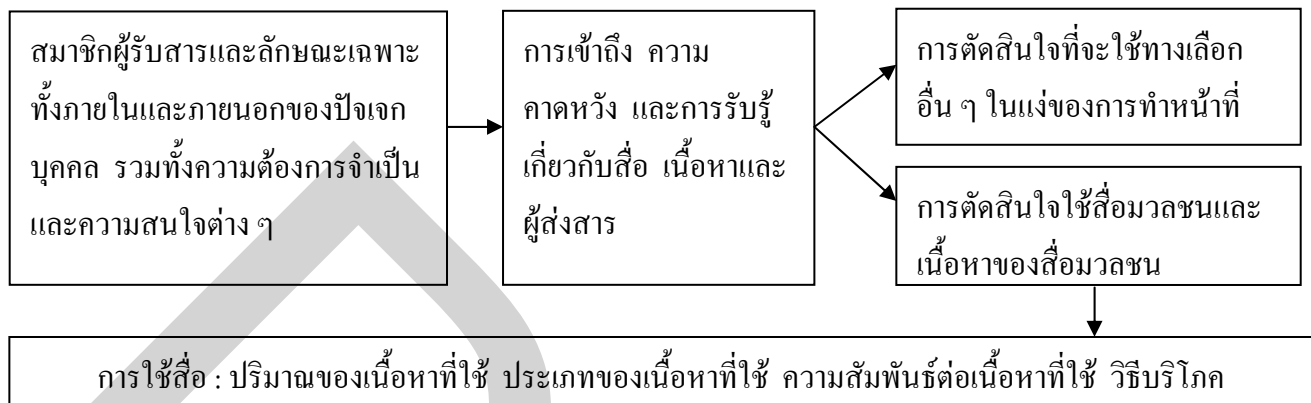 สมาชิกผู้รับสารและลักษณะเฉพาะ
ทั้งภายในและภายนอกของปัจเจก
บุคคล รวมทั้งความต้องการจำเป็น
และความสนใจต่าง ๆ
การเข้าถึง ความ
คาดหวัง และการรับรู้
เกี่ยวกับสื่อ เนื้อหาและ
ผู้ส่งสาร
การตัดสินใจที่จะใช้ทางเลือก
อื่น ๆ ในแง่ของการทำหน้าที่
การตัดสินใจใช้สื่อมวลชนและ
เนื้อหาของสื่อมวลชน
การใช้สื่อ : ปริมาณของเนื้อหาที่ใช้ ประเภทของเนื้อหาที่ใช้ ความสัมพันธ์ต่อเนื้อหาที่ใช้ วิธีบริโภค